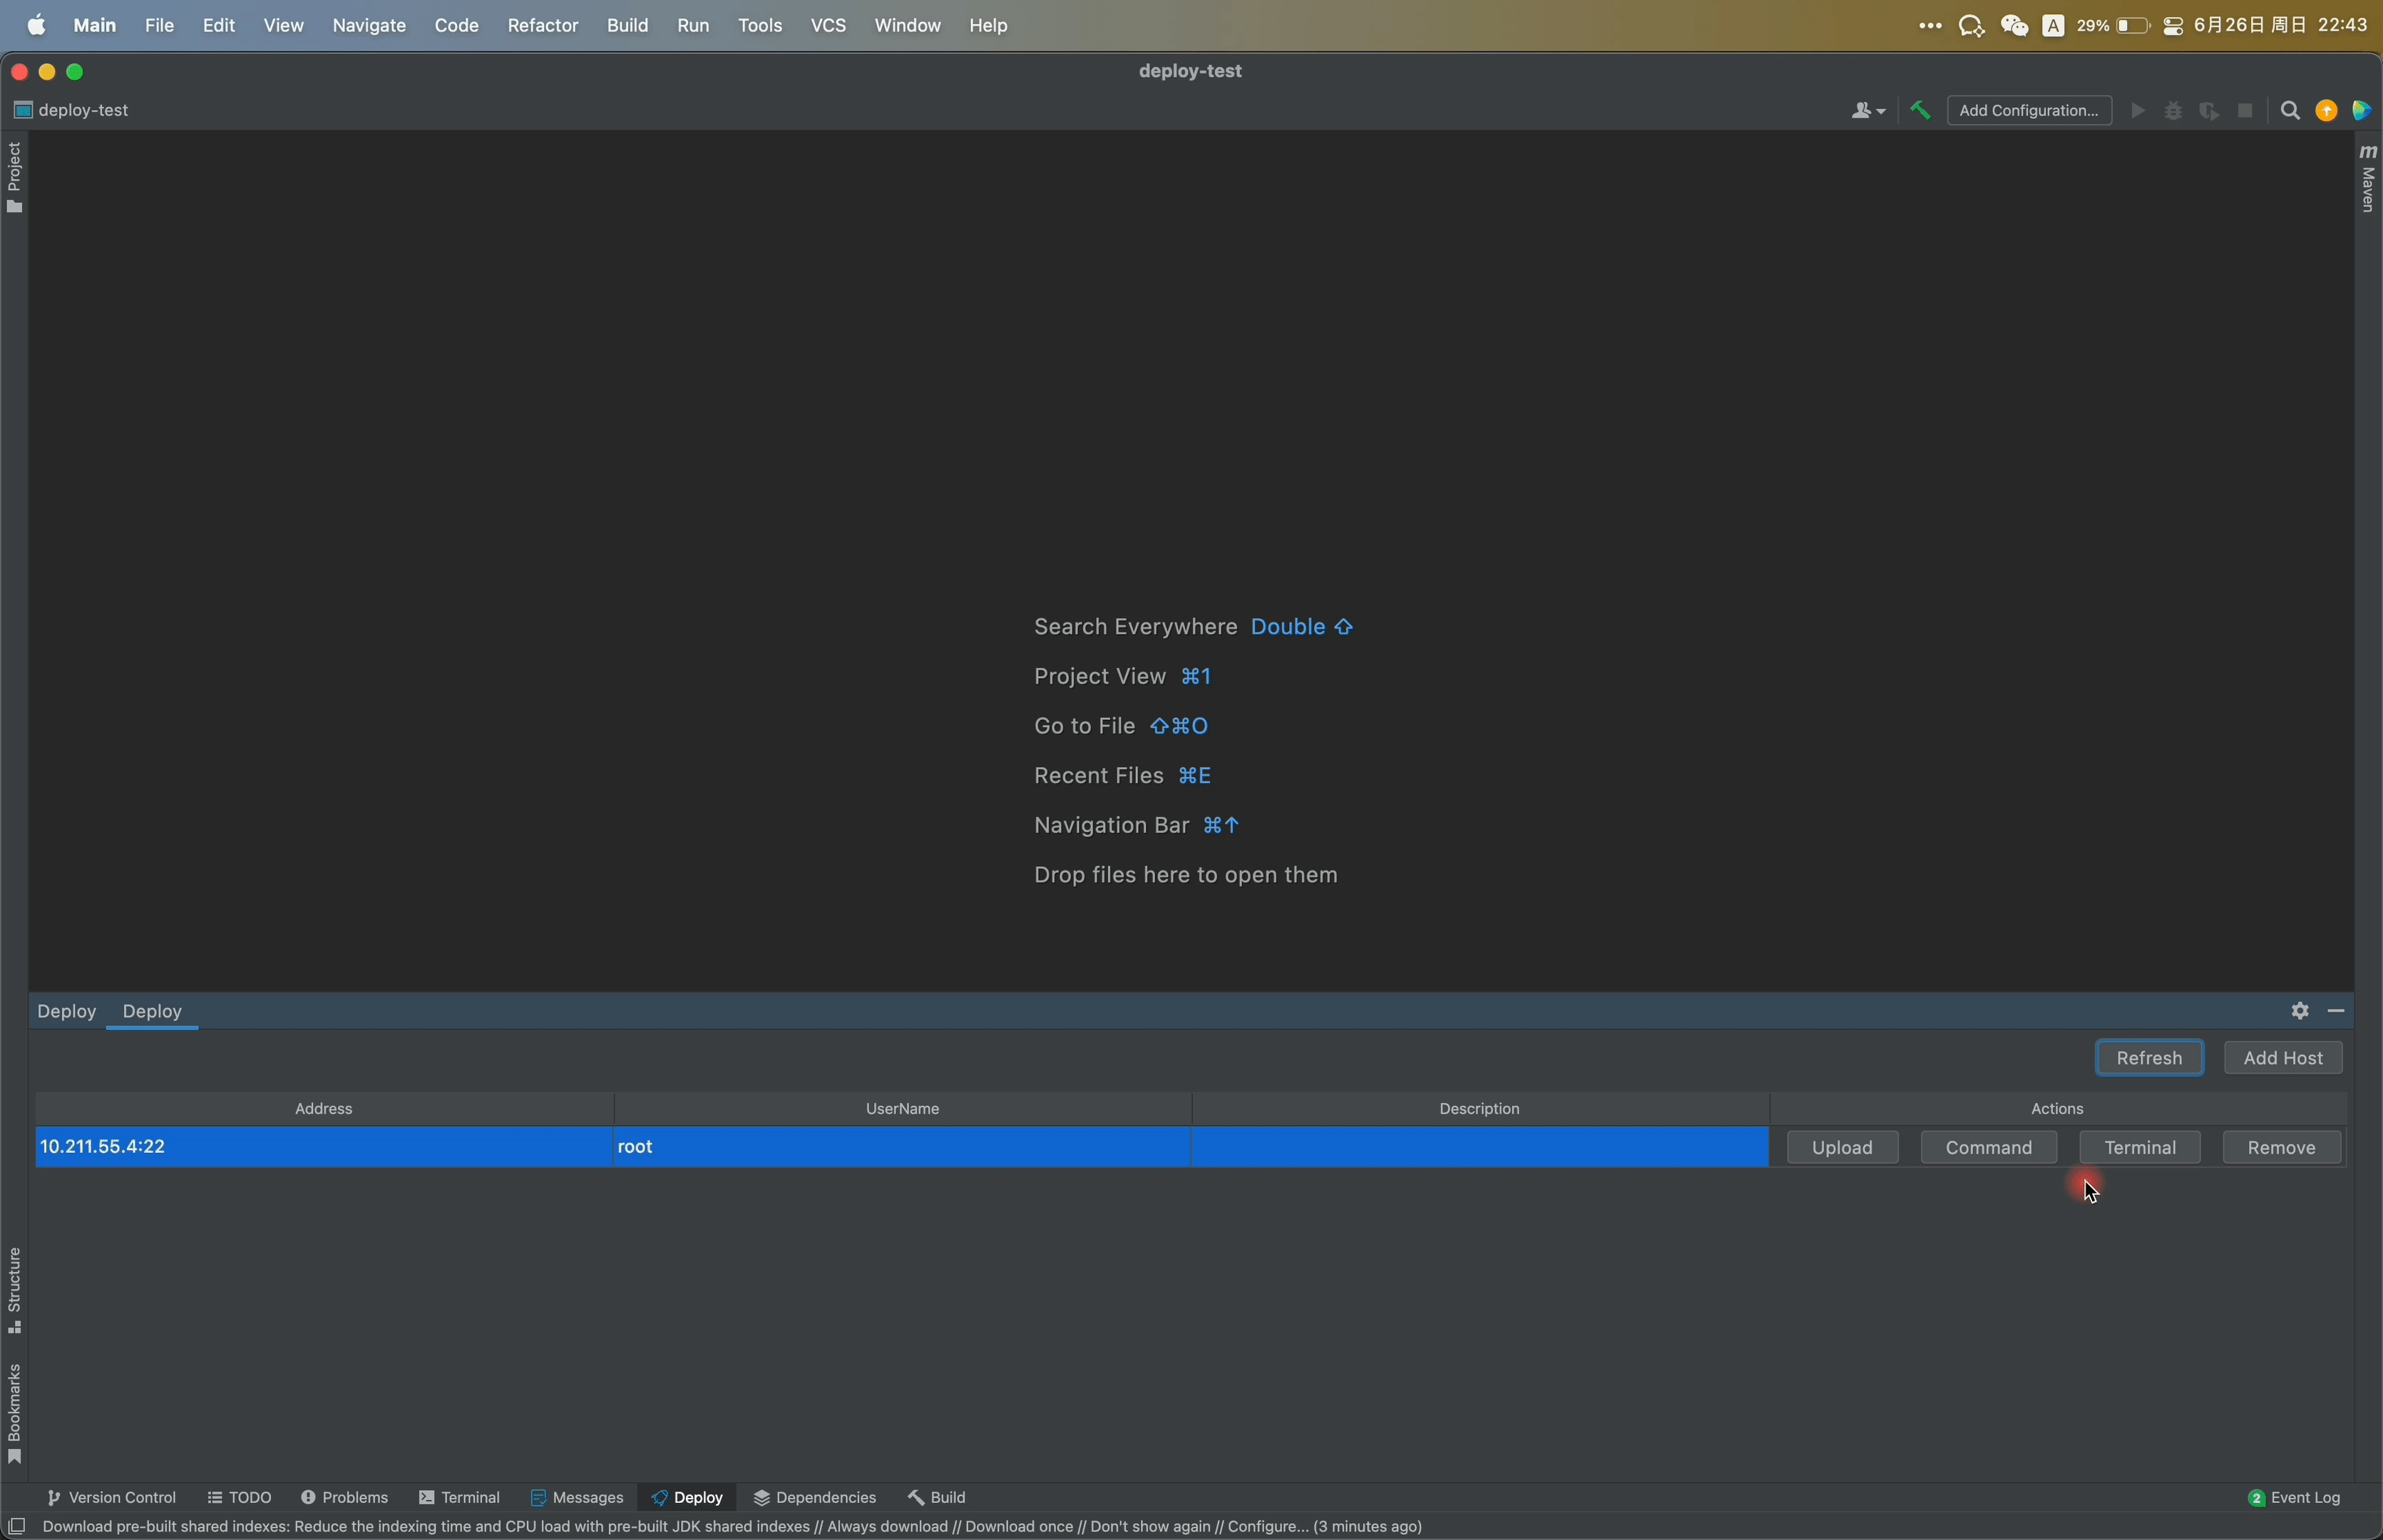 Main File Edit View Navigate Code Refactor Build Run Tools VCS Window Help A 29% 6月26日 周日 22:43
deploy-test
deploy-test Add Configuration...
Project
m Maven
Search Everywhere Double ⇧
Project View ⌘1
Go to File ⇧⌘O
Recent Files ⌘E
Navigation Bar ⌘↑
Drop files here to open them
Deploy Deploy
Refresh Add Host
Address UserName Description Actions
10.211.55.4:22 root Upload Command Terminal Remove
Structure
Bookmarks
Version Control TODO Problems Terminal Messages Deploy Dependencies Build 2 Event Log
Download pre-built shared indexes: Reduce the indexing time and CPU load with pre-built JDK shared indexes // Always download // Download once // Don't show again // Configure... (3 minutes ago)